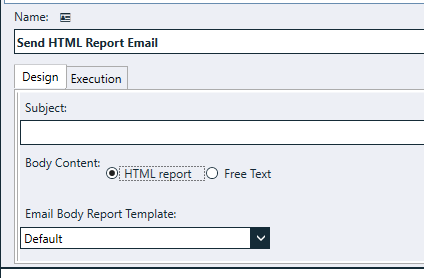 Name:
Send HTML Report Email
Design Execution
Subject:
Body Content:
HTML report Free Text
Email Body Report Template:
Default